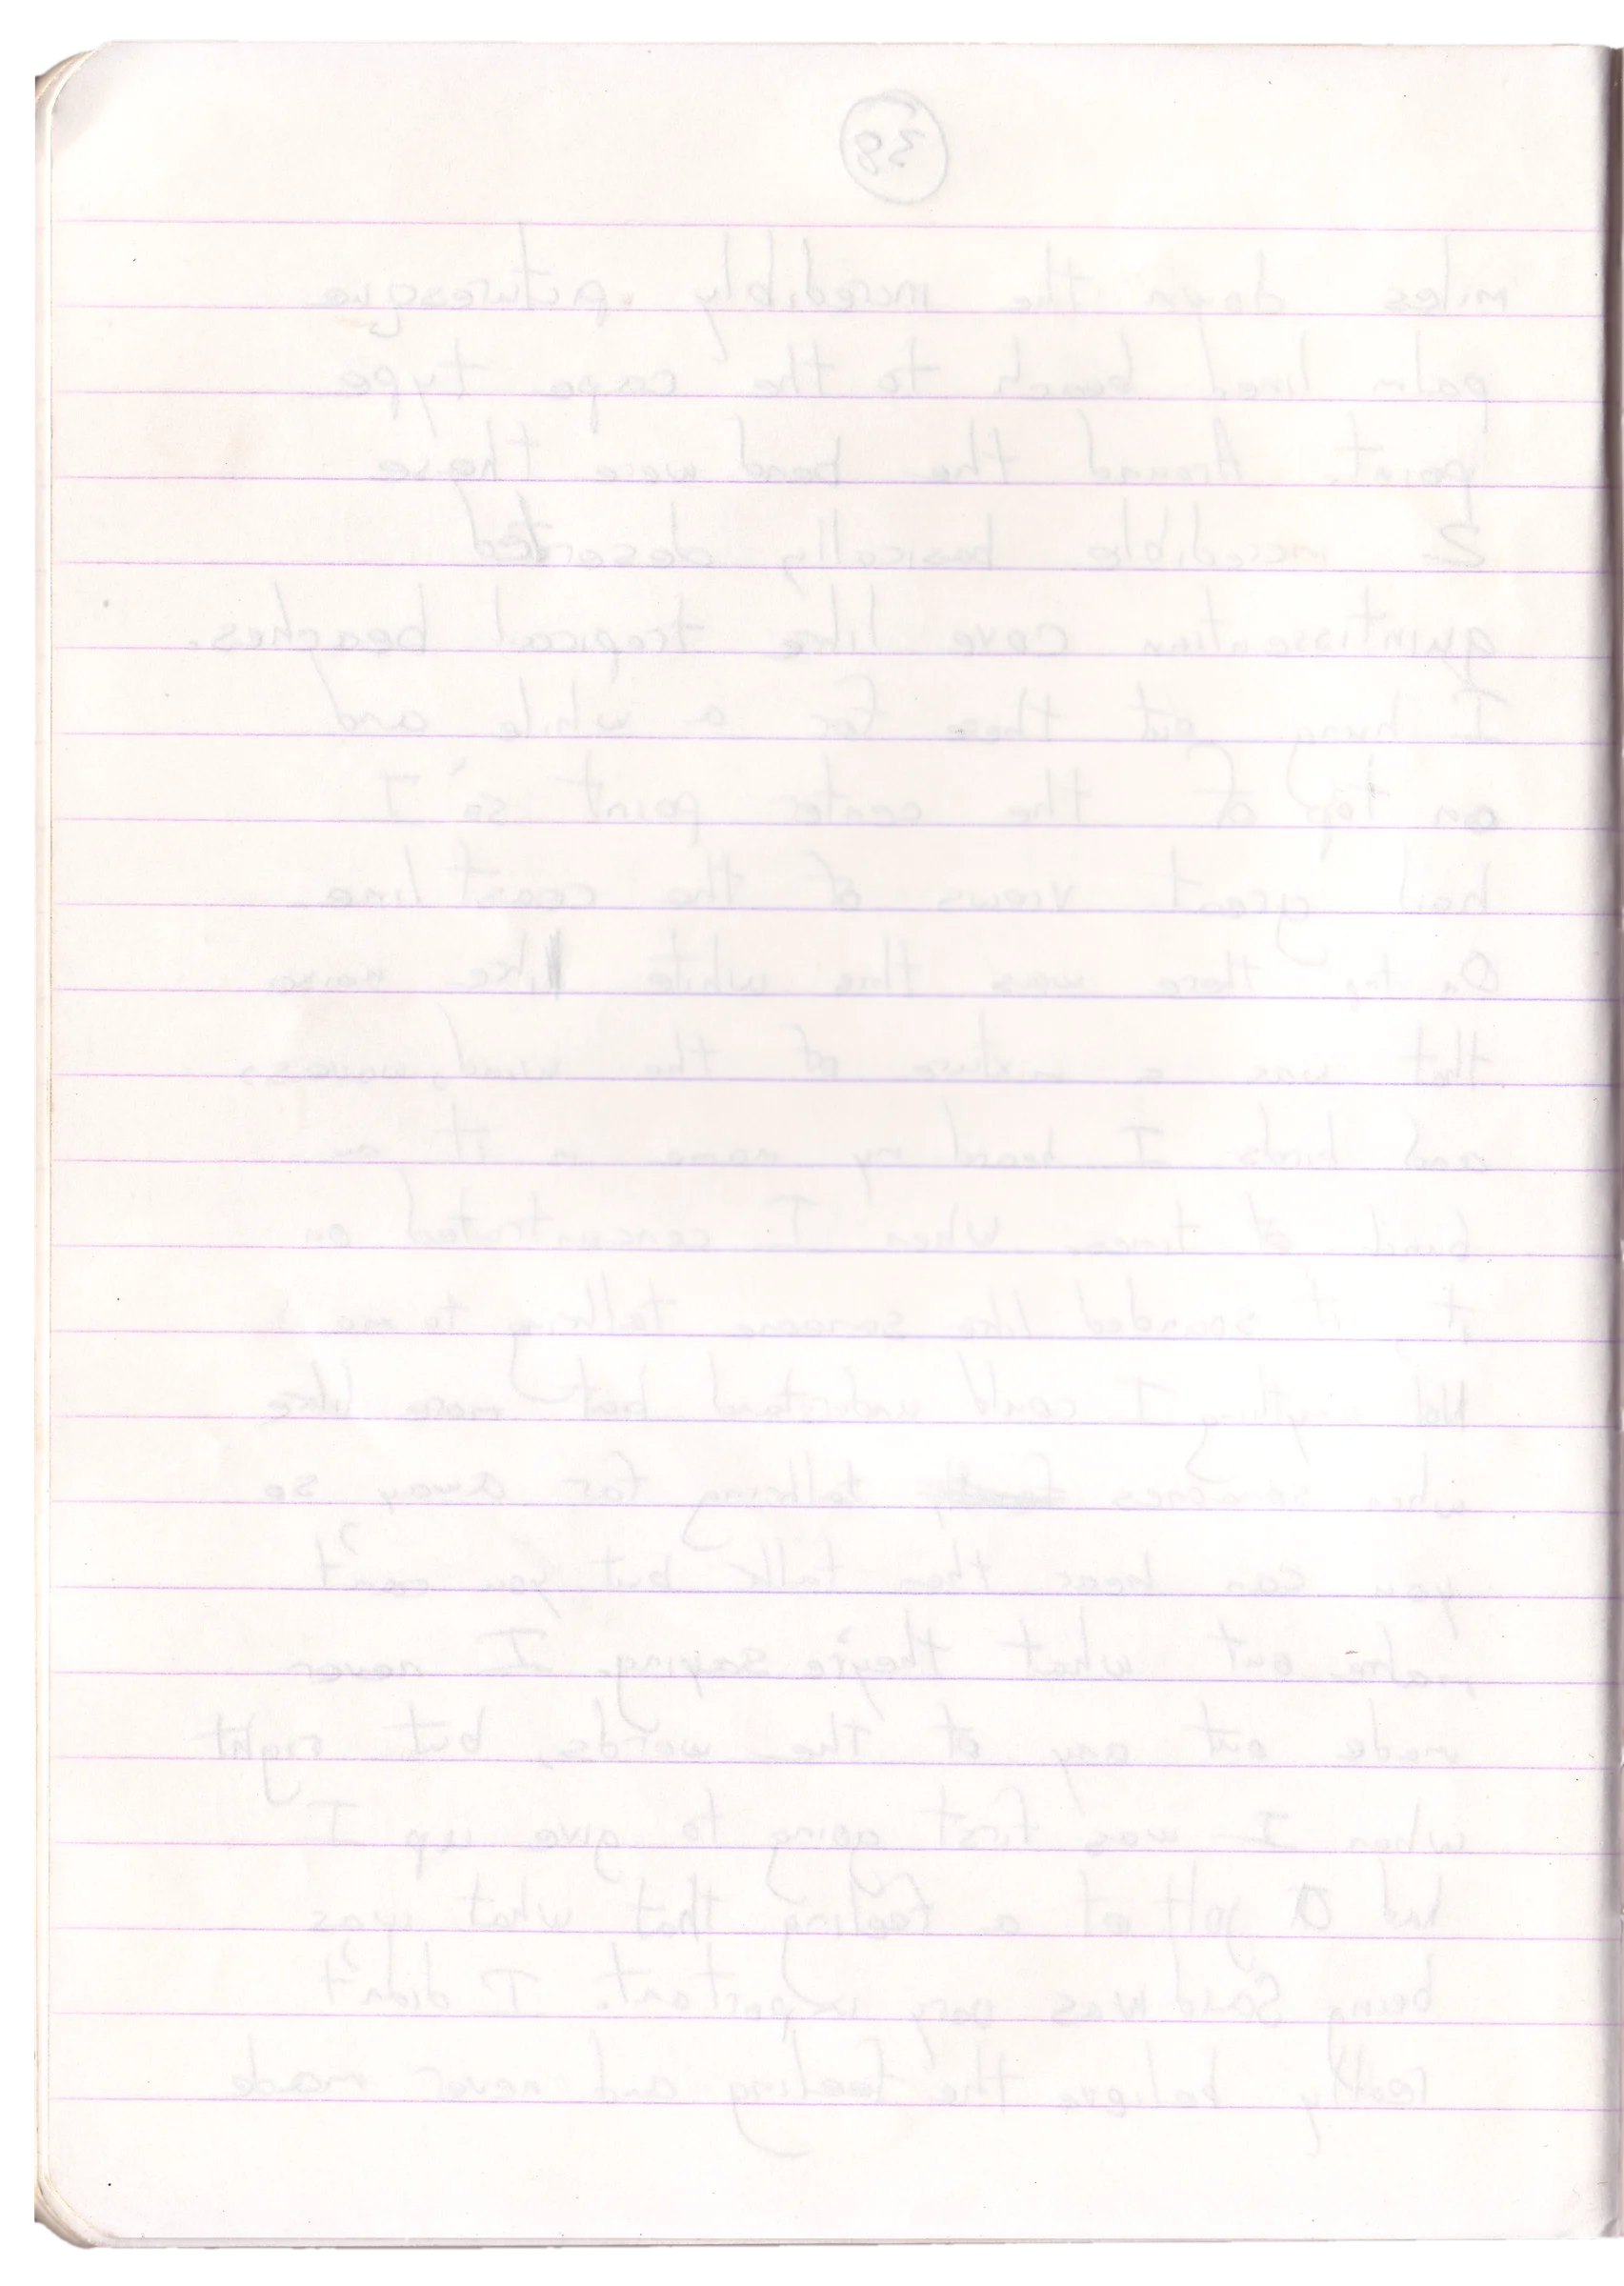 38
miles down the incredibly picturesque
palm lined beach to the cape type
point. Around the bend were these
2 incredible basically deserted
quintissention cove like tropical beaches.
I hung out there for a while and
on top of the center point so I
had great views of the coast line.
On top there was this white like noise
that was a mixture of the wind, waves,
and birds. I heard my name in it
of times. When I concentrated on
it, it sounded like someone talking to me
Not anything I could understand but more like
when someones talking far away so
you can hear them talk but you can't
make out what they're saying. I never
made out any of the words, but right
when I was first going to give up I
had a jolt of a feeling that what was
being said was very important. I didn't
really believe the feeling and never made